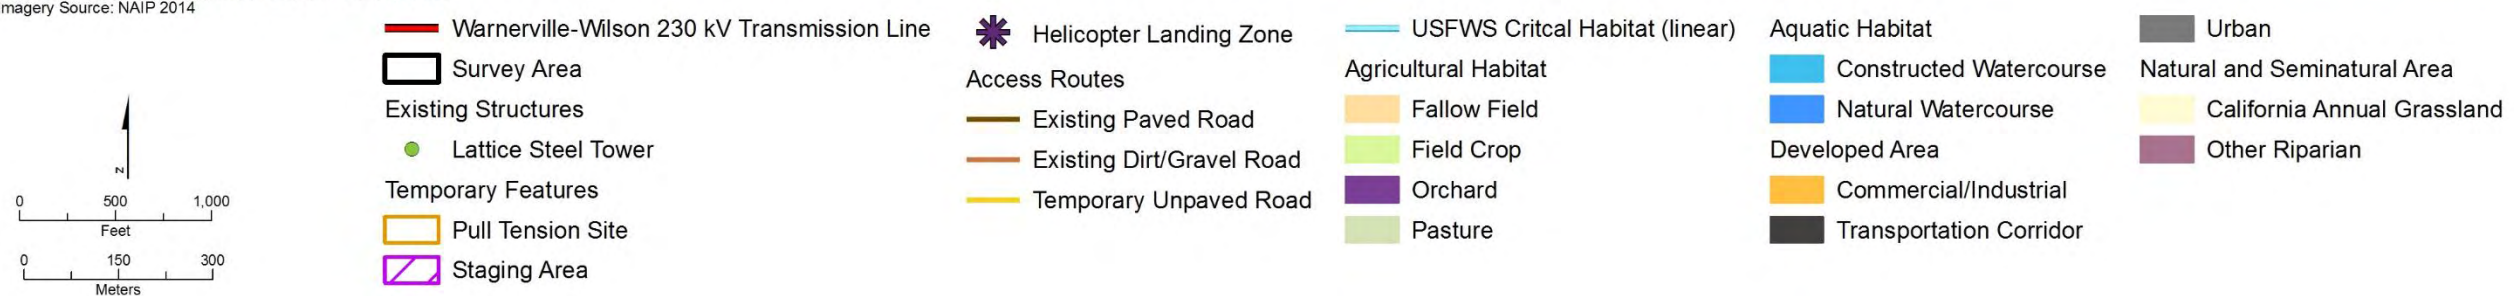 magery Source: NAIP 2014
N
0 500 1,000
Feet
0 150 300
Meters
Warnerville-Wilson 230 kV Transmission Line
Survey Area
Existing Structures
Lattice Steel Tower
Temporary Features
Pull Tension Site
Staging Area
Helicopter Landing Zone
Access Routes
Existing Paved Road
Existing Dirt/Gravel Road
Temporary Unpaved Road
USFWS Critcal Habitat (linear)
Agricultural Habitat
Fallow Field
Field Crop
Orchard
Pasture
Aquatic Habitat
Constructed Watercourse
Natural Watercourse
Developed Area
Commercial/Industrial
Transportation Corridor
Urban
Natural and Seminatural Area
California Annual Grassland
Other Riparian